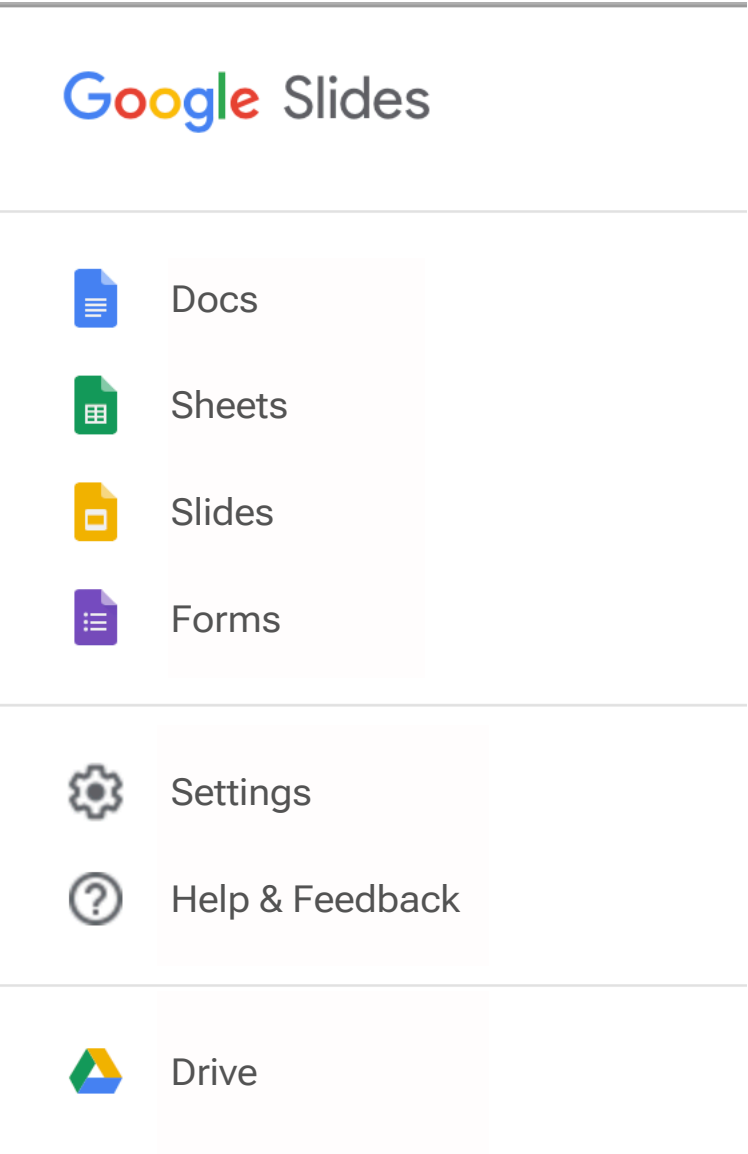 Google Slides
Docs
Sheets
Slides
Forms
Settings
Help & Feedback
Drive